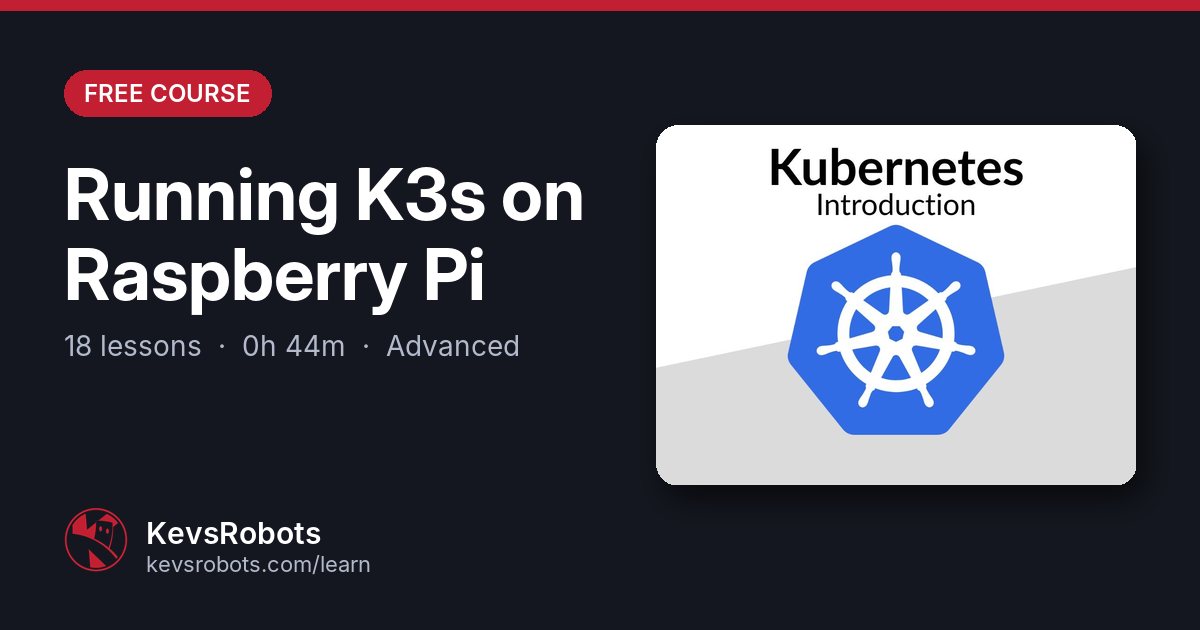 FREE COURSE
Running K3s on
Raspberry Pi
18 lessons · 0h 44m · Advanced
Kubernetes
Introduction
KevsRobots
kevsrobots.com/learn